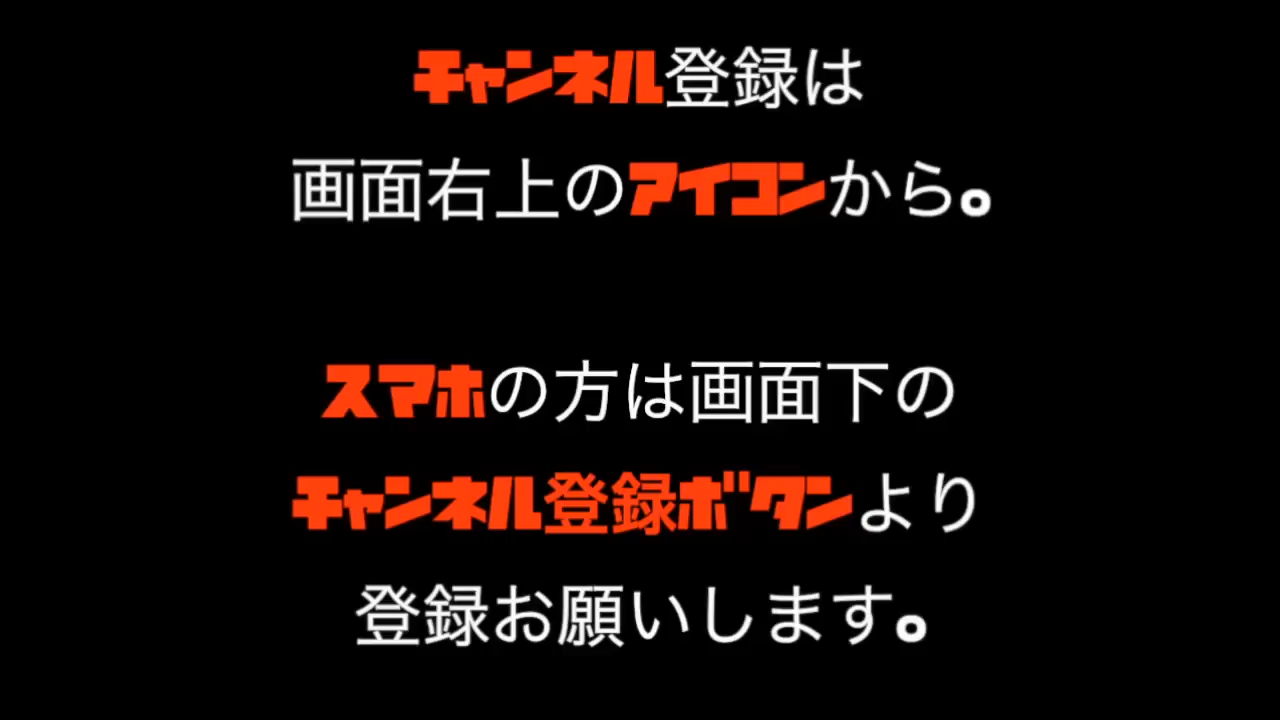 チャンネル登録は
画面右上のアイコンから。
スマホの方は画面下の
チャンネル登録ボタンより
登録お願いします。